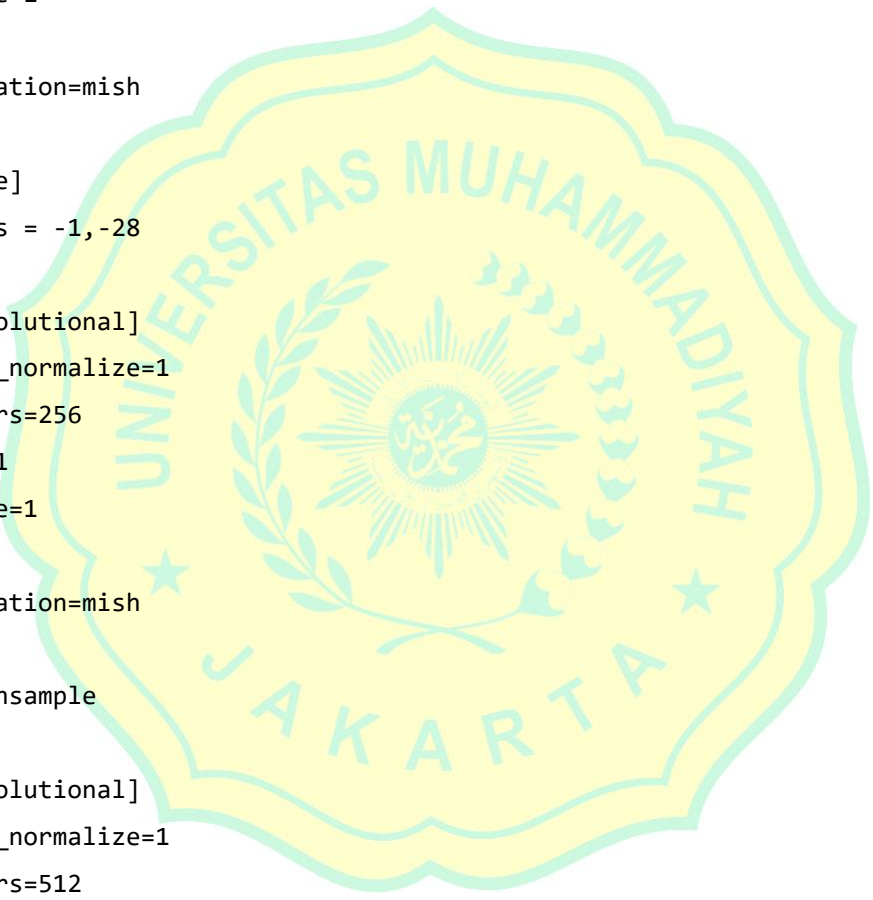 ation=mish
e]
s = -1,-28
olutional]
_normalize=1
rs=256
1
e=1
ation=mish
nsample
olutional]
_normalize=1
rs=512
UNIVERSITAS MUHAMMADIYAH
JAKARTA